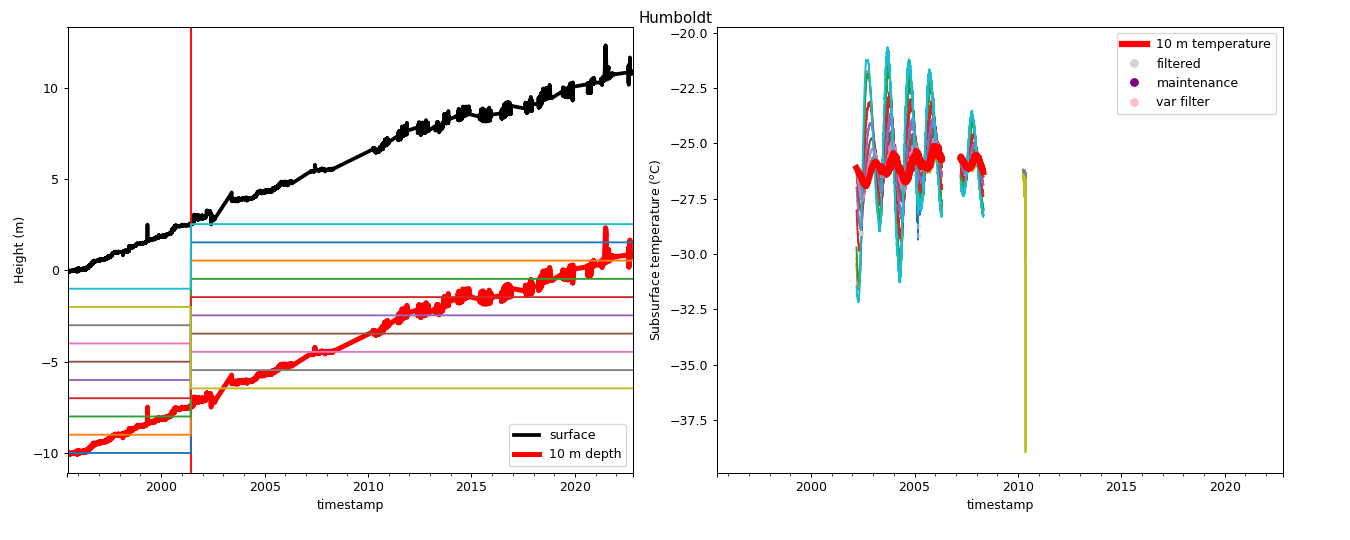 Humboldt
Height (m)
10
5
0
−5
−10
surface
10 m depth
2000
2005
2010
2015
2020
timestamp
Subsurface temperature (°C)
−20.0
−22.5
−25.0
−27.5
−30.0
−32.5
−35.0
−37.5
10 m temperature
filtered
maintenance
var filter
2000
2005
2010
2015
2020
timestamp